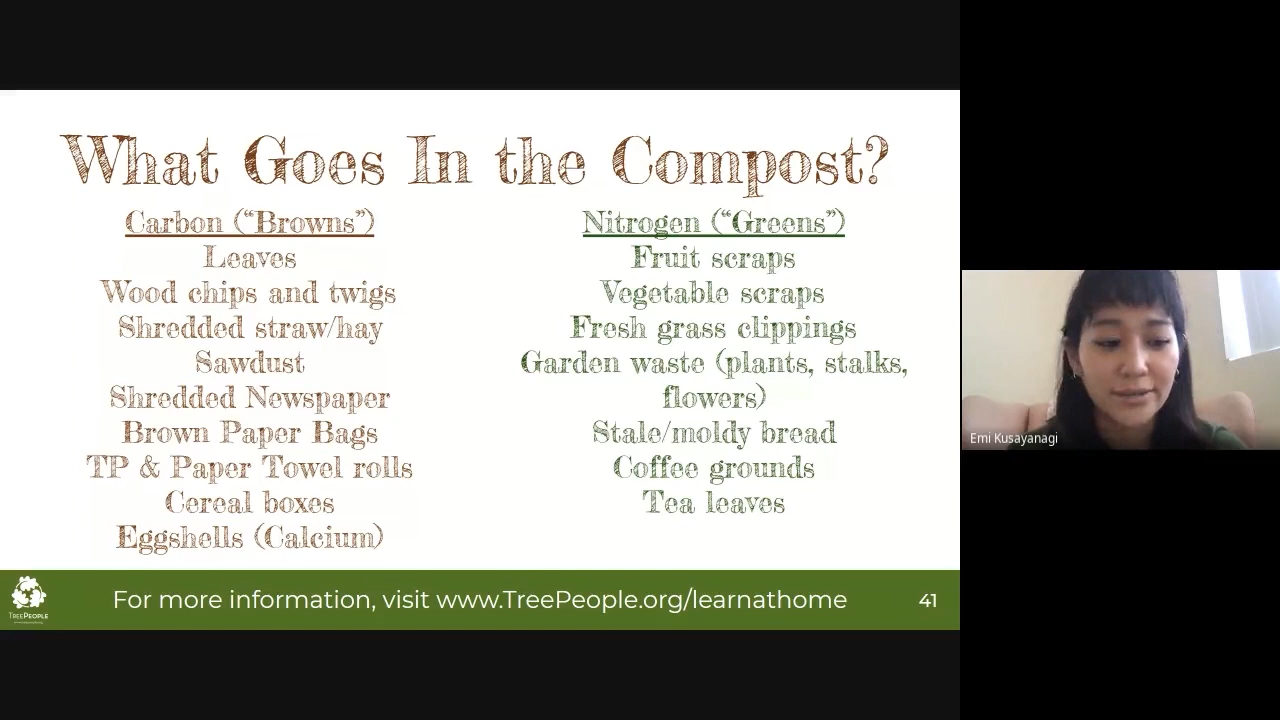 What Goes In the Compost?
Carbon ("Browns")
Leaves
Wood chips and twigs
Shredded straw/hay
Sawdust
Shredded Newspaper
Brown Paper Bags
TP & Paper Towel rolls
Cereal boxes
Eggshells (Calcium)
Nitrogen ("Greens")
Fruit scraps
Vegetable scraps
Fresh grass clippings
Garden waste (plants, stalks,
flowers)
Stale/moldy bread
Coffee grounds
Tea leaves
TREEPEOPLE
For more information, visit www.TreePeople.org/learnathome
41
Emi Kusayanagi